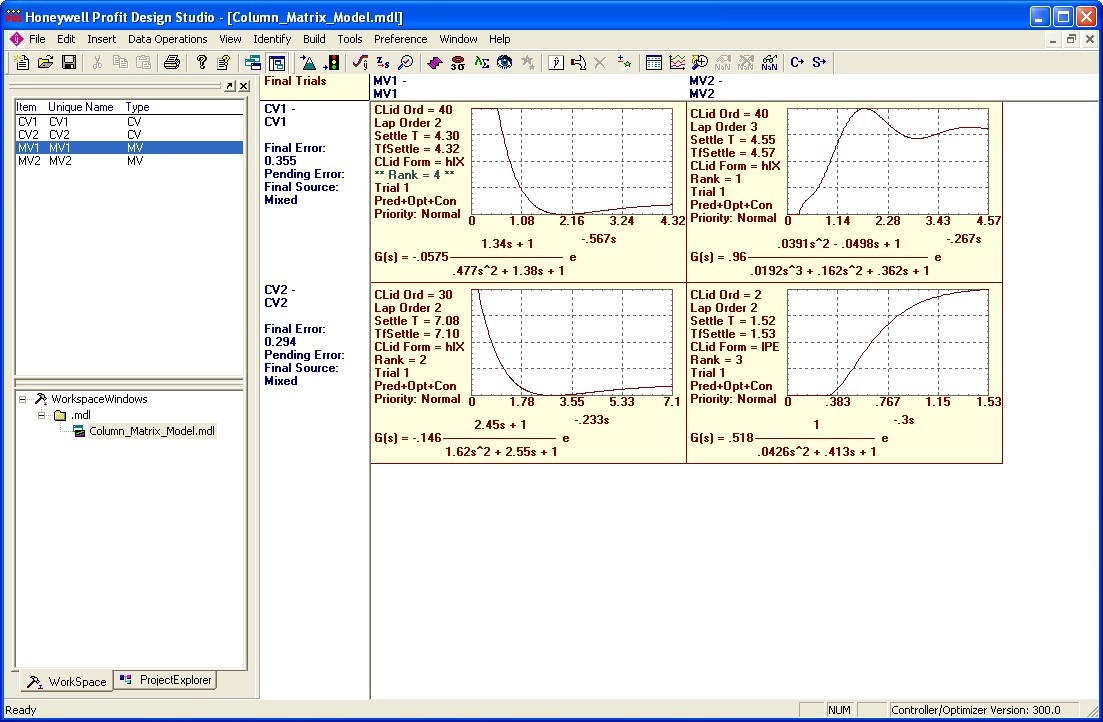 Honeywell Profit Design Studio - [Column_Matrix_Model.mdl]
File Edit Insert Data Operations View Identify Build Tools Preference Window Help
Item Unique Name Type
CV1 CV1 CV
CV2 CV2 CV
MV1 MV1 MV
MV2 MV2 MV
WorkspaceWindows
.mdl
Column_Matrix_Model.mdl
WorkSpace ProjectExplorer
Final Trials
MV1 -
MV1
MV2 -
MV2
CV1 -
CV1
Final Error:
0.355
Pending Error:
Final Source:
Mixed
CLid Ord = 40
Lap Order 2
Settle T = 4.30
TfSettle = 4.32
CLid Form = hIX
** Rank = 4 **
Trial 1
Pred+Opt+Con
Priority: Normal
0 1.08 2.16 3.24 4.32
1.34s + 1
-.567s
G(s) = -.0575 e
.477s^2 + 1.38s + 1
CLid Ord = 40
Lap Order 3
Settle T = 4.55
TfSettle = 4.57
CLid Form = hIX
Rank = 1
Trial 1
Pred+Opt+Con
Priority: Normal
0 1.14 2.28 3.43 4.57
.0391s^2 - .0498s + 1
-.267s
G(s) = .96 e
.0192s^3 + .162s^2 + .362s + 1
CV2 -
CV2
Final Error:
0.294
Pending Error:
Final Source:
Mixed
CLid Ord = 30
Lap Order 2
Settle T = 7.08
TfSettle = 7.10
CLid Form = hIX
Rank = 2
Trial 1
Pred+Opt+Con
Priority: Normal
0 1.78 3.55 5.33 7.1
2.45s + 1
-.233s
G(s) = -.146 e
1.62s^2 + 2.55s + 1
CLid Ord = 2
Lap Order 2
Settle T = 1.52
TfSettle = 1.53
CLid Form = IPE
Rank = 3
Trial 1
Pred+Opt+Con
Priority: Normal
0 .383 .767 1.15 1.53
1
-.3s
G(s) = .518 e
.0426s^2 + .413s + 1
Ready
NUM
Controller/Optimizer Version: 300.0